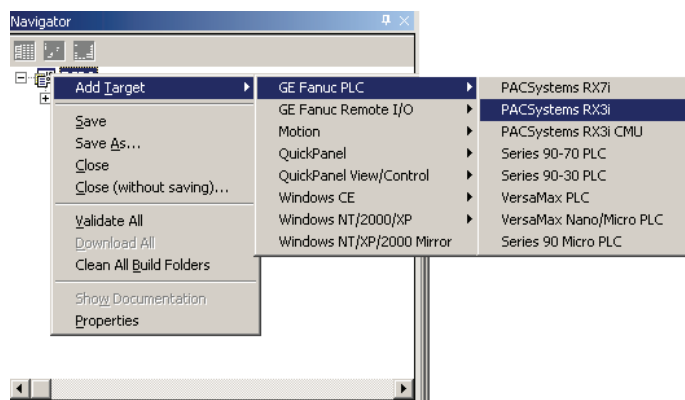 Navigator
Add Target
Save
Save As...
Close
Close (without saving)...
Validate All
Download All
Clean All Build Folders
Show Documentation
Properties
GE Fanuc PLC
GE Fanuc Remote I/O
Motion
QuickPanel
QuickPanel View/Control
Windows CE
Windows NT/2000/XP
Windows NT/XP/2000 Mirror
PACSystems RX7i
PACSystems RX3i
PACSystems RX3i CMU
Series 90-70 PLC
Series 90-30 PLC
VersaMax PLC
VersaMax Nano/Micro PLC
Series 90 Micro PLC